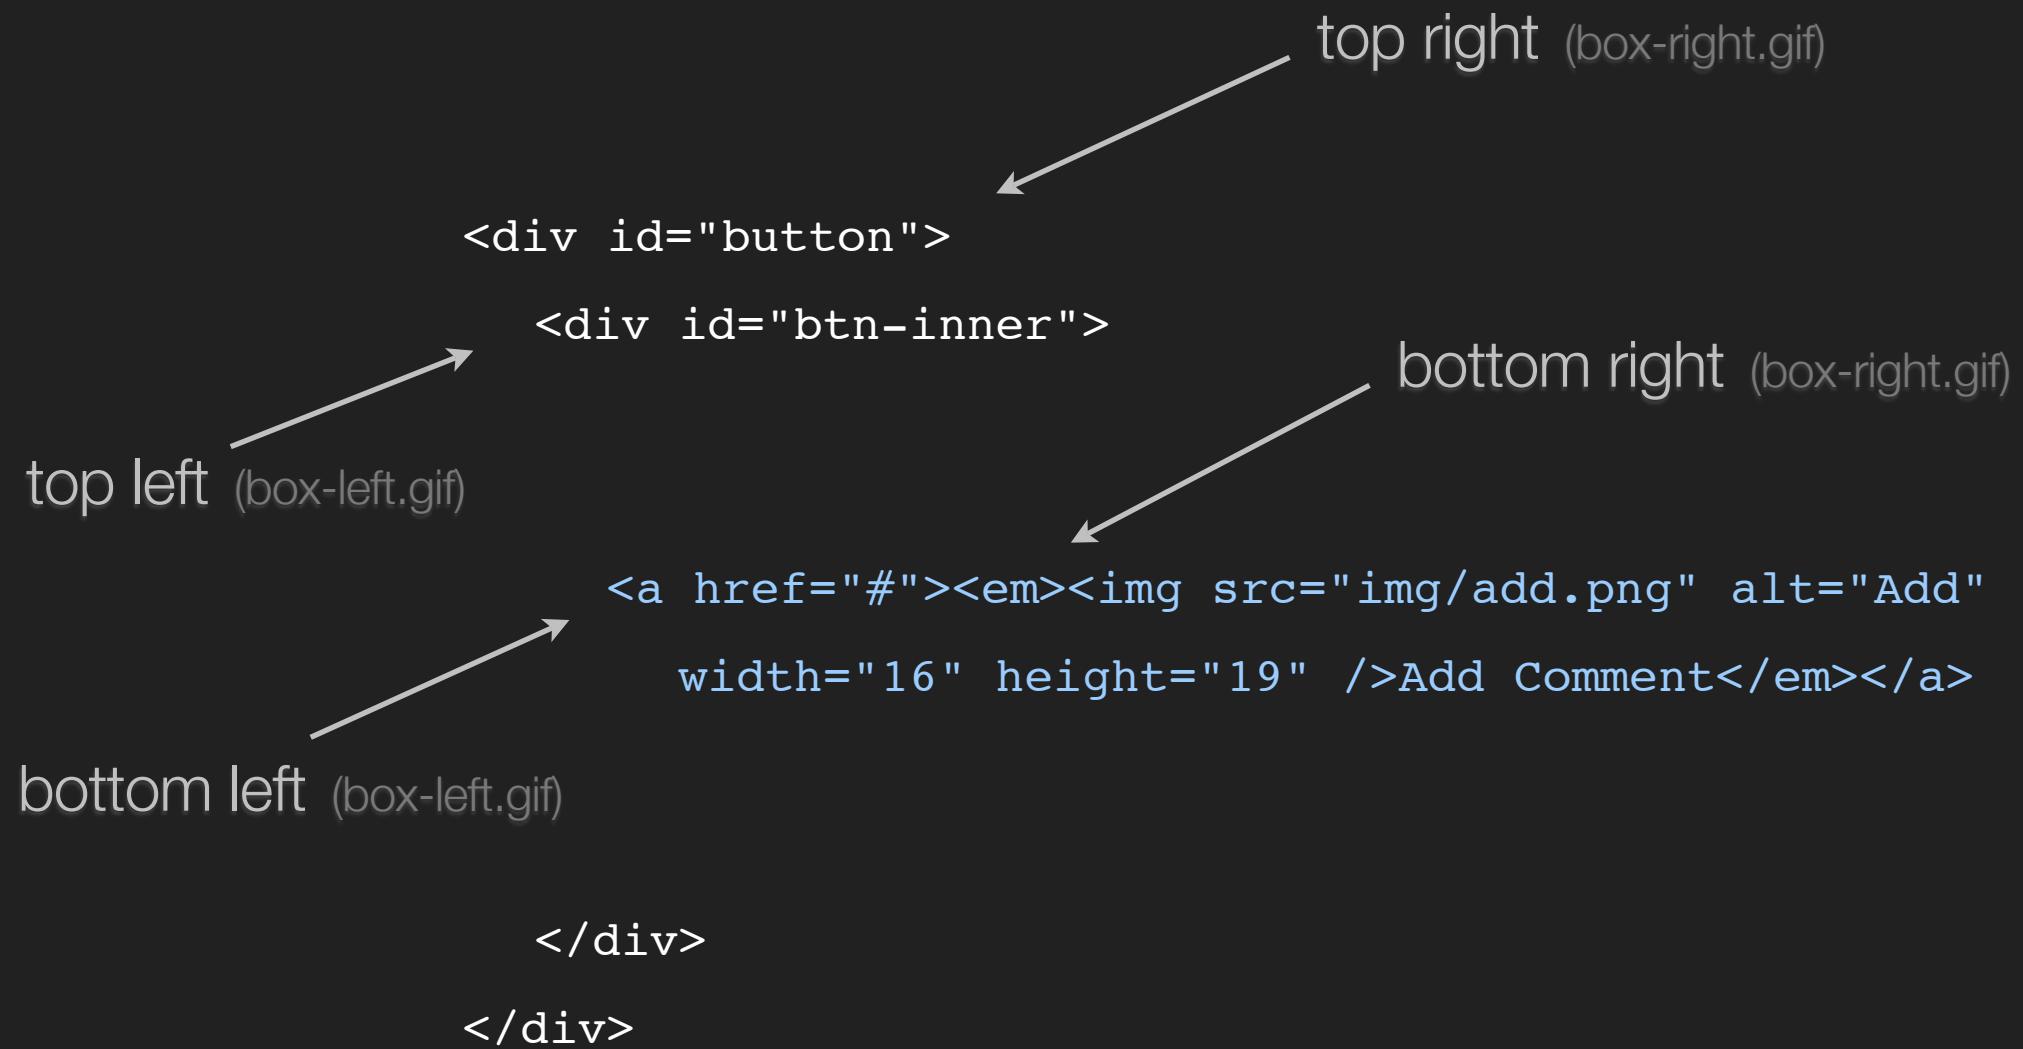 top right (box-right.gif)
<div id="button">
<div id="btn-inner">
bottom right (box-right.gif)
top left (box-left.gif)
<a href="#"><em><img src="img/add.png" alt="Add"
width="16" height="19" />Add Comment</em></a>
bottom left (box-left.gif)
</div>
</div>